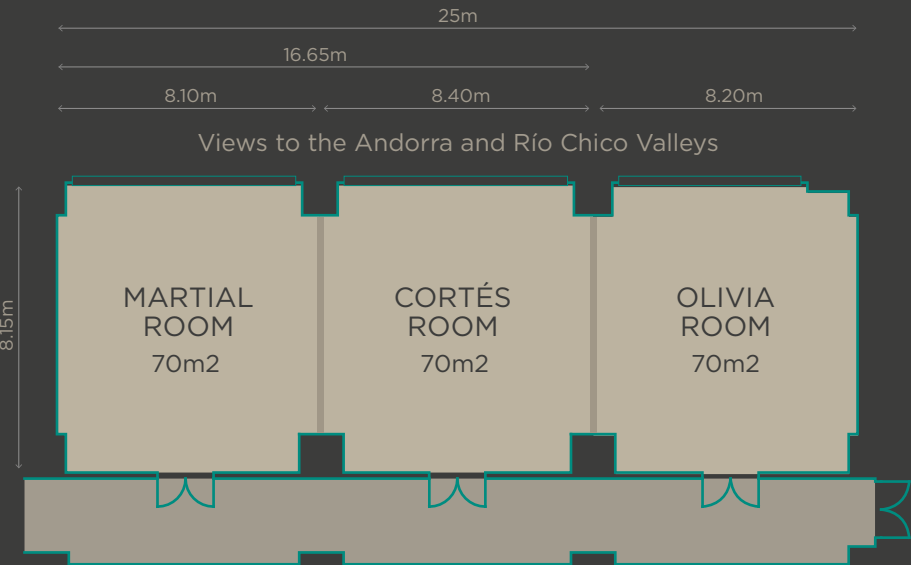 25m
16.65m
8.10m
8.40m
8.20m
Views to the Andorra and Río Chico Valleys
8.15m
MARTIAL
ROOM
70m2
CORTÉS
ROOM
70m2
OLIVIA
ROOM
70m2